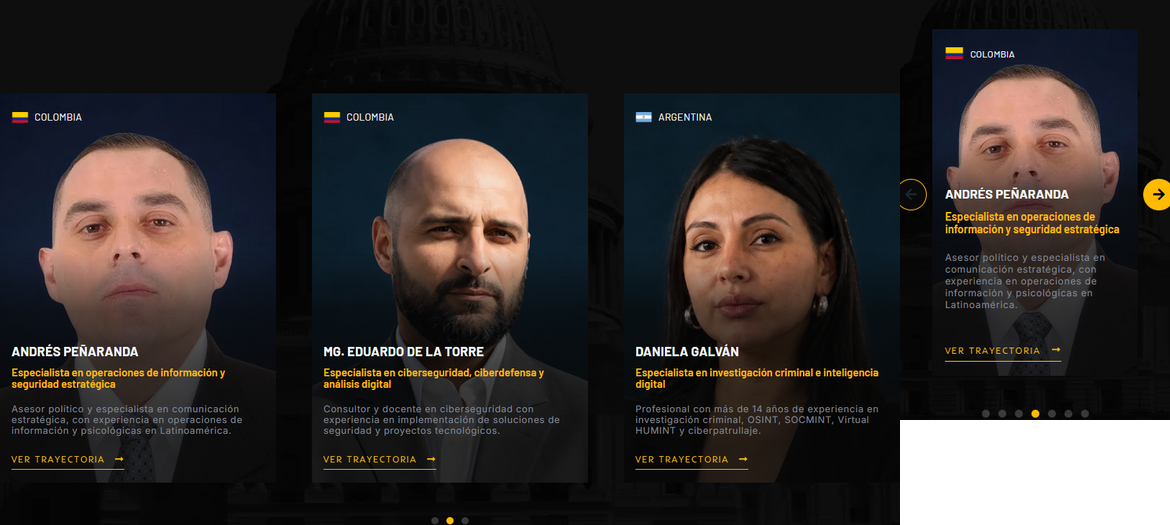 COLOMBIA
ANDRÉS PEÑARANDA
Especialista en operaciones de información y
seguridad estratégica
Asesor político y especialista en comunicación
estratégica, con experiencia en operaciones de
información y psicológicas en Latinoamérica.
VER TRAYECTORIA
COLOMBIA
MG. EDUARDO DE LA TORRE
Especialista en ciberseguridad, ciberdefensa y
análisis digital
Consultor y docente en ciberseguridad con
experiencia en implementación de soluciones de
seguridad y proyectos tecnológicos.
VER TRAYECTORIA
ARGENTINA
DANIELA GALVÁN
Especialista en investigación criminal e inteligencia
digital
Profesional con más de 14 años de experiencia en
investigación criminal, OSINT, SOCMINT, Virtual
HUMINT y ciberpatrullaje.
VER TRAYECTORIA
COLOMBIA
ANDRÉS PEÑARANDA
Especialista en operaciones de
información y seguridad estratégica
Asesor político y especialista en
comunicación estratégica, con
experiencia en operaciones de
información y psicológicas en
Latinoamérica.
VER TRAYECTORIA